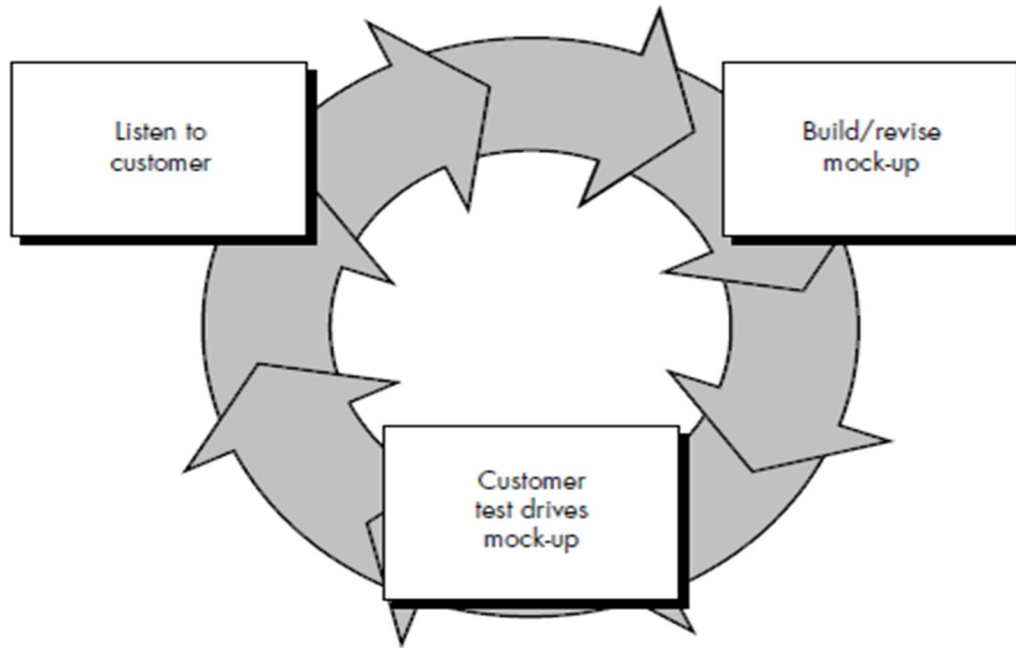 Listen to
customer
Build/revise
mock-up
Customer
test drives
mock-up